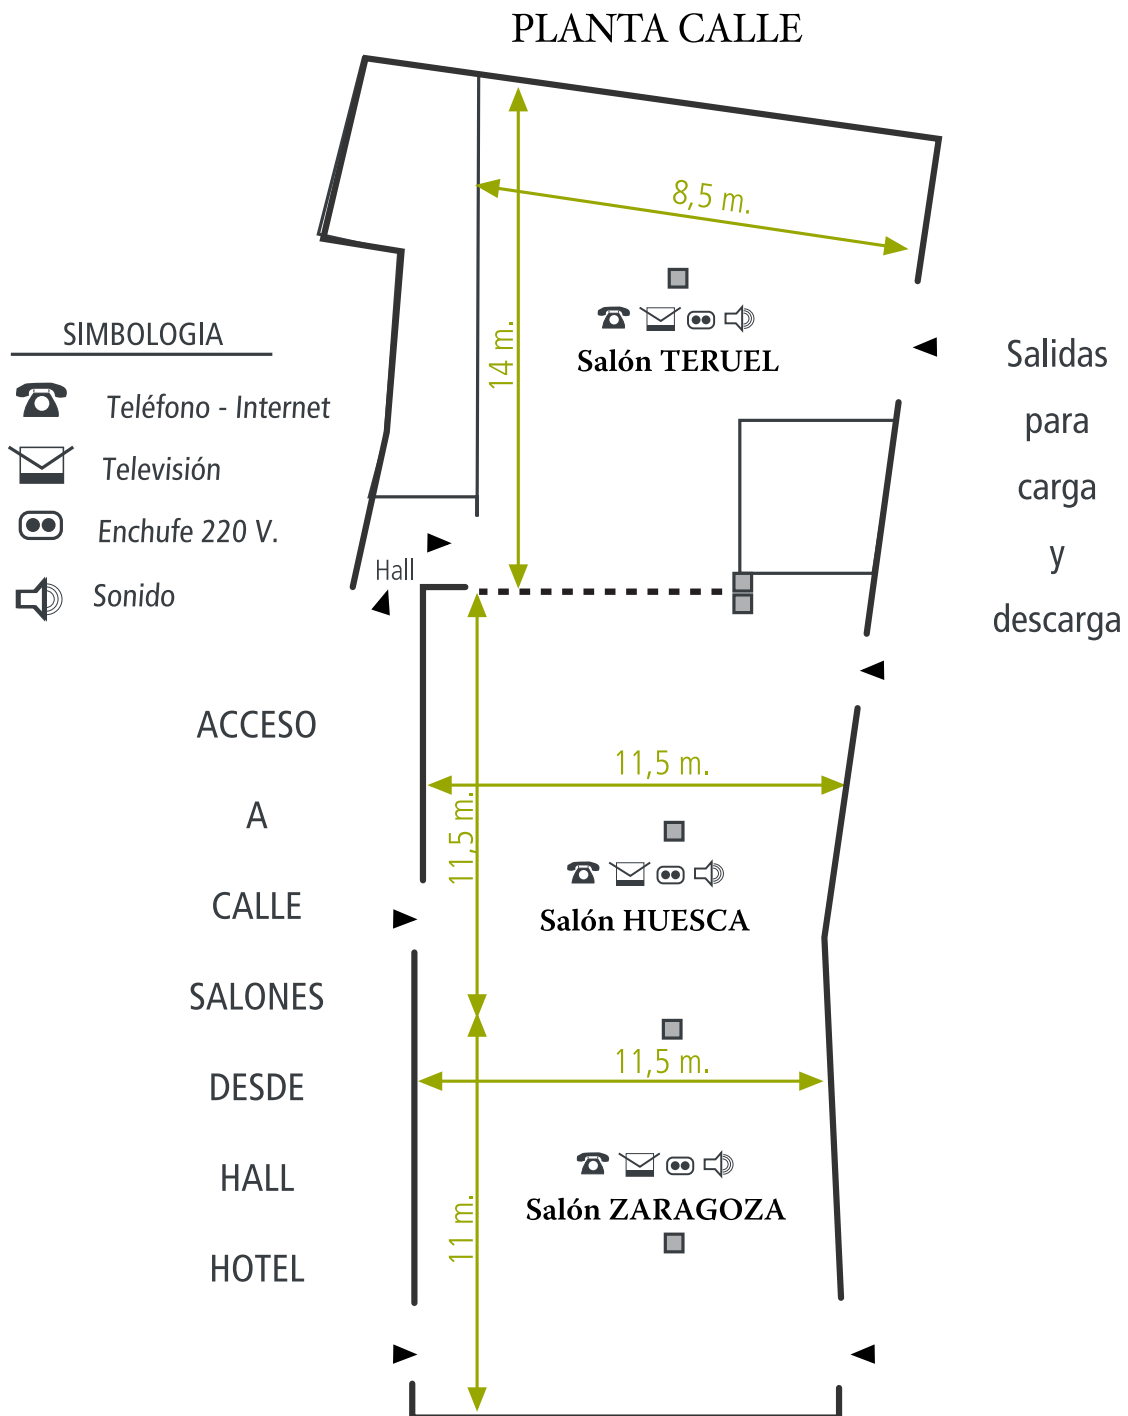 PLANTA CALLE
8,5 m.
14 m.
Salón TERUEL
SIMBOLOGIA
Teléfono - Internet
Televisión
Enchufe 220 V.
Sonido
Salidas
para
carga
y
descarga
Hall
ACCESO
A
CALLE
SALONES
DESDE
HALL
HOTEL
11,5 m.
11,5 m.
Salón HUESCA
11,5 m.
11 m.
Salón ZARAGOZA